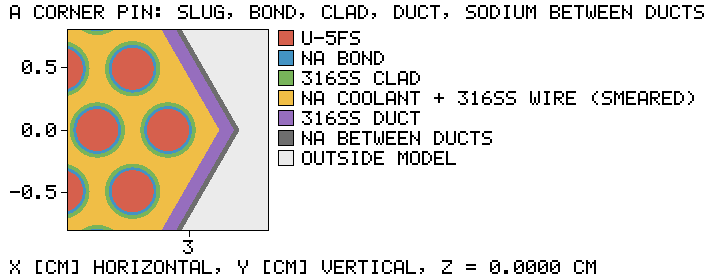 A CORNER PIN: SLUG, BOND, CLAD, DUCT, SODIUM BETWEEN DUCTS
U-5FS
NA BOND
316SS CLAD
NA COOLANT + 316SS WIRE (SMEARED)
316SS DUCT
NA BETWEEN DUCTS
OUTSIDE MODEL
0.5
0.0
-0.5
3
X [CM] HORIZONTAL, Y [CM] VERTICAL, Z = 0.0000 CM